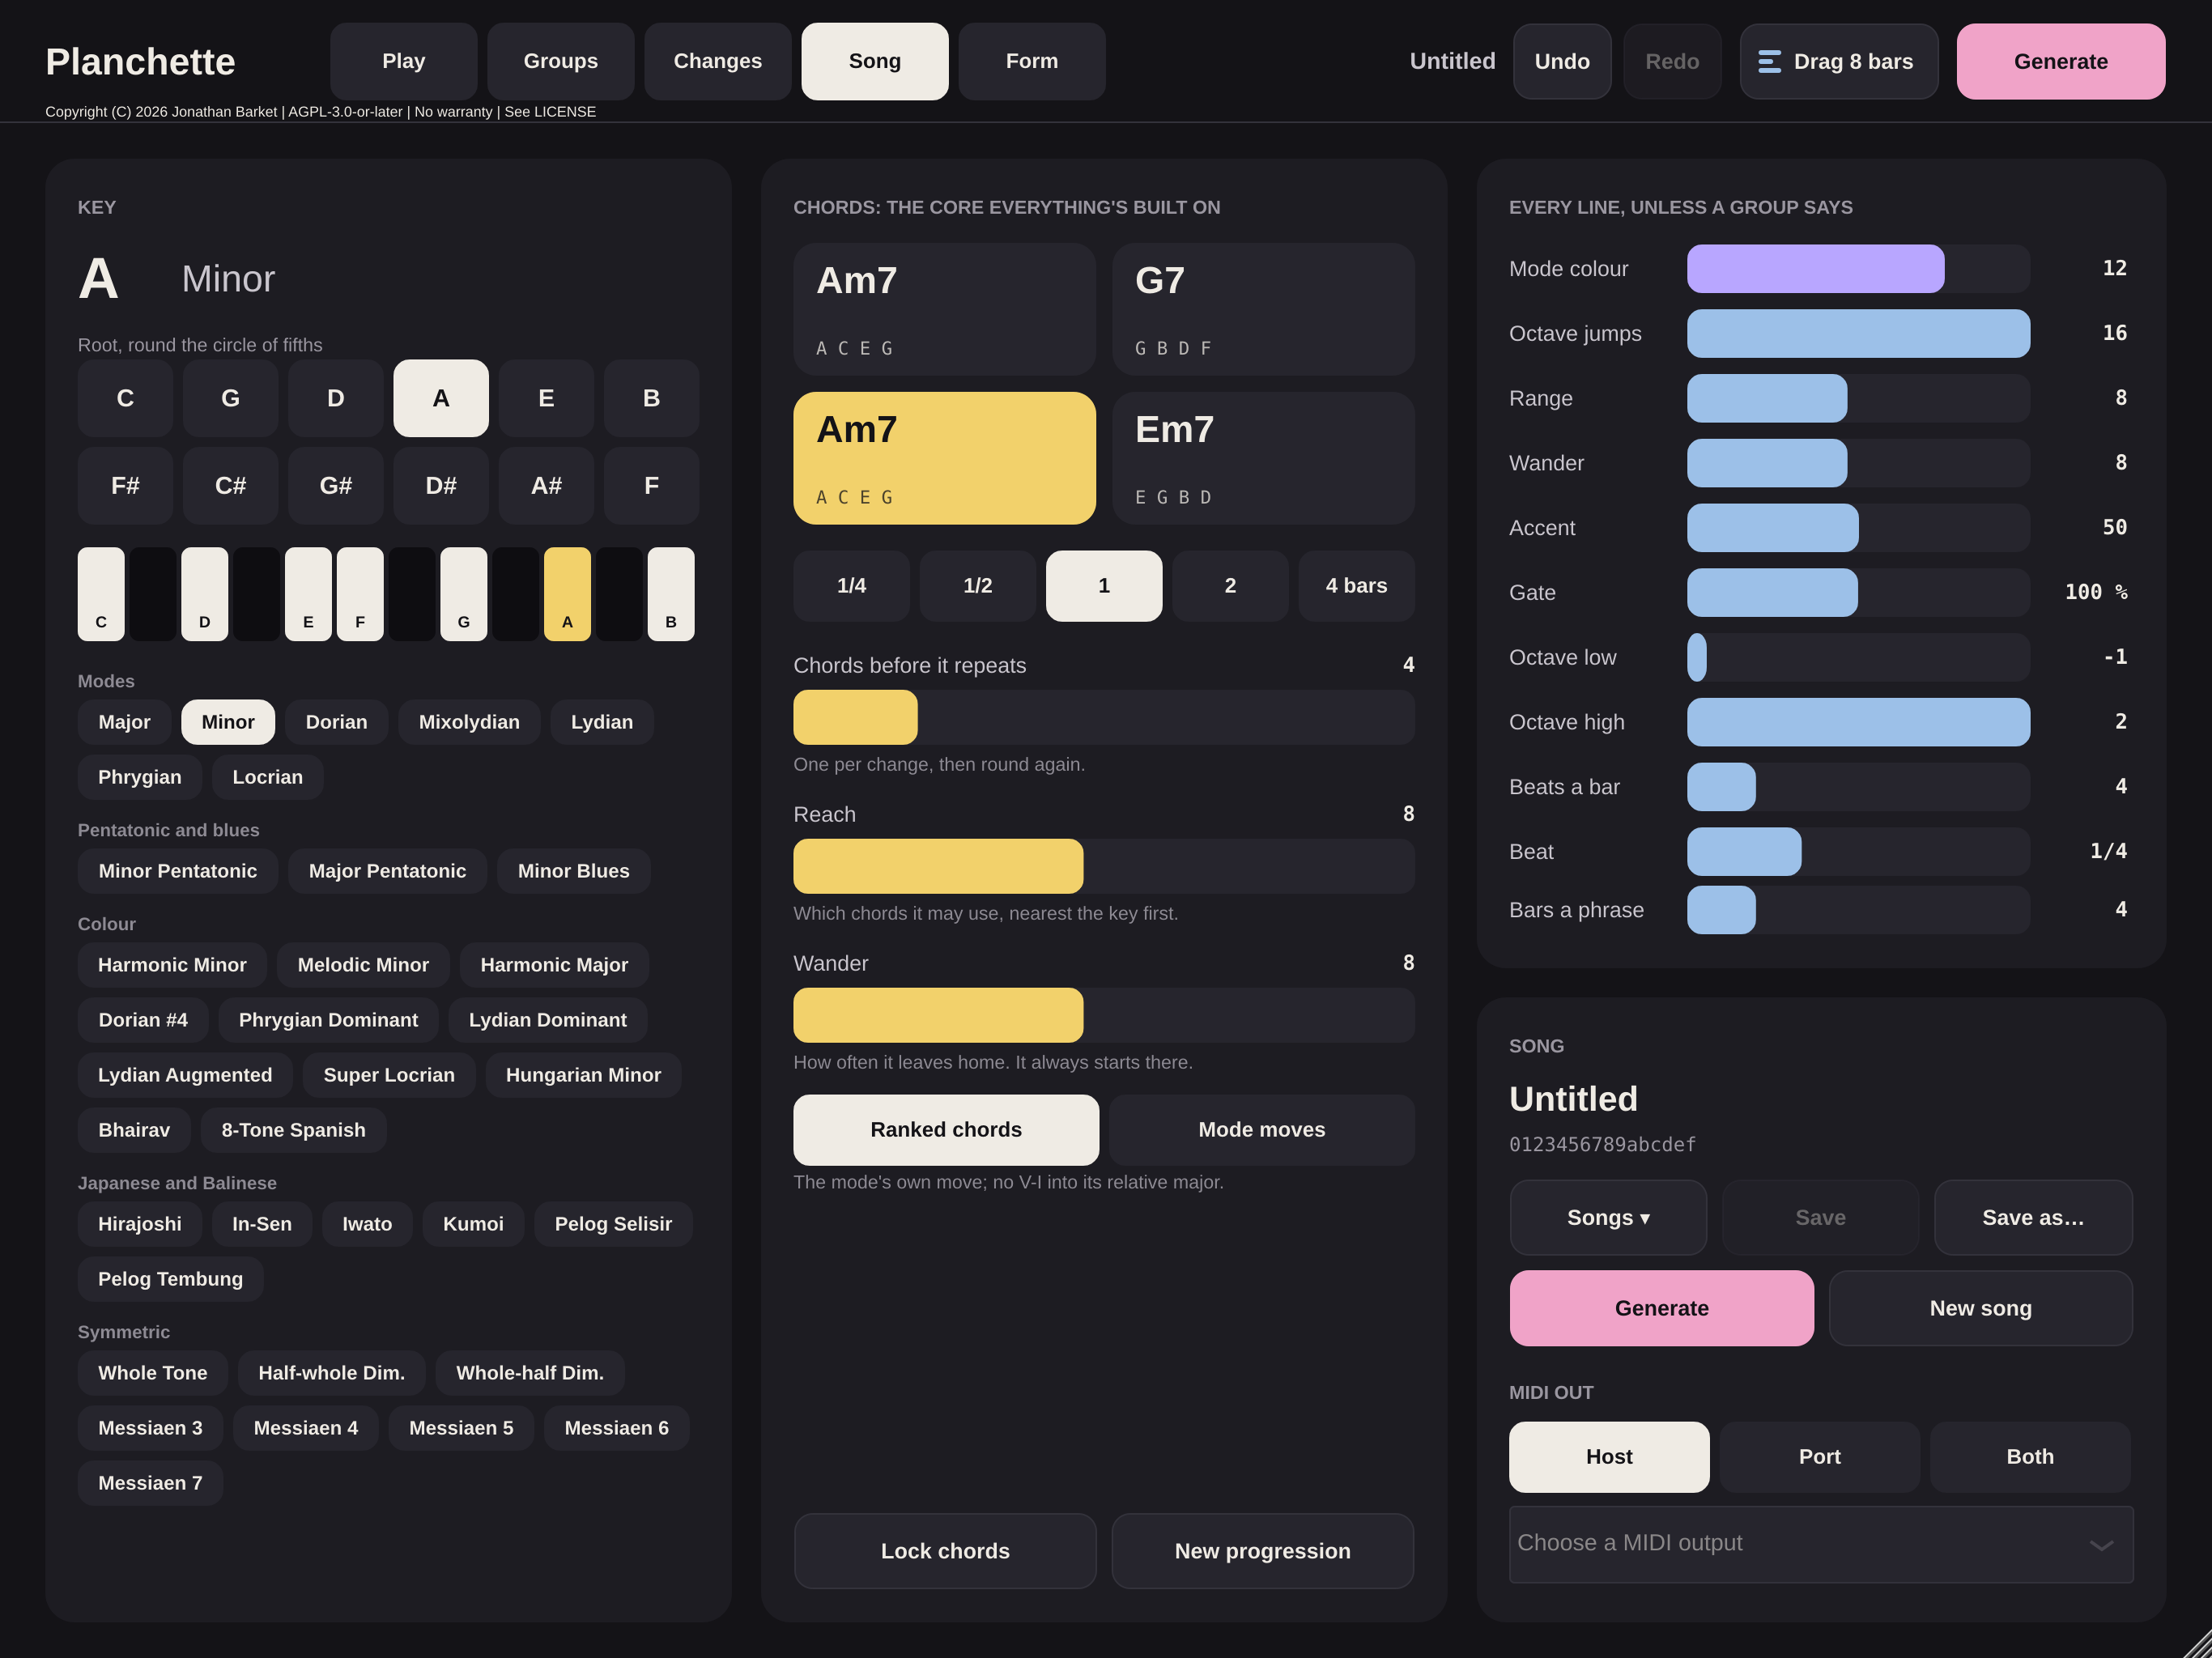 Planchette
Play
Groups
Changes
Song
Form
Untitled
Undo
Redo
Drag 8 bars
Generate
Copyright (C) 2026 Jonathan Barket | AGPL-3.0-or-later | No warranty | See LICENSE
KEY
A Minor
Root, round the circle of fifths
C G D A E B
F# C# G# D# A# F
C D E F G A B
Modes
Major Minor Dorian Mixolydian Lydian
Phrygian Locrian
Pentatonic and blues
Minor Pentatonic Major Pentatonic Minor Blues
Colour
Harmonic Minor Melodic Minor Harmonic Major
Dorian #4 Phrygian Dominant Lydian Dominant
Lydian Augmented Super Locrian Hungarian Minor
Bhairav 8-Tone Spanish
Japanese and Balinese
Hirajoshi In-Sen Iwato Kumoi Pelog Selisir
Pelog Tembung
Symmetric
Whole Tone Half-whole Dim. Whole-half Dim.
Messiaen 3 Messiaen 4 Messiaen 5 Messiaen 6
Messiaen 7
CHORDS: THE CORE EVERYTHING'S BUILT ON
Am7
A C E G
G7
G B D F
Am7
A C E G
Em7
E G B D
1/4 1/2 1 2 4 bars
Chords before it repeats 4
One per change, then round again.
Reach 8
Which chords it may use, nearest the key first.
Wander 8
How often it leaves home. It always starts there.
Ranked chords Mode moves
The mode's own move; no V-I into its relative major.
Lock chords New progression
EVERY LINE, UNLESS A GROUP SAYS
Mode colour 12
Octave jumps 16
Range 8
Wander 8
Accent 50
Gate 100 %
Octave low -1
Octave high 2
Beats a bar 4
Beat 1/4
Bars a phrase 4
SONG
Untitled
0123456789abcdef
Songs ▾ Save Save as…
Generate New song
MIDI OUT
Host Port Both
Choose a MIDI output